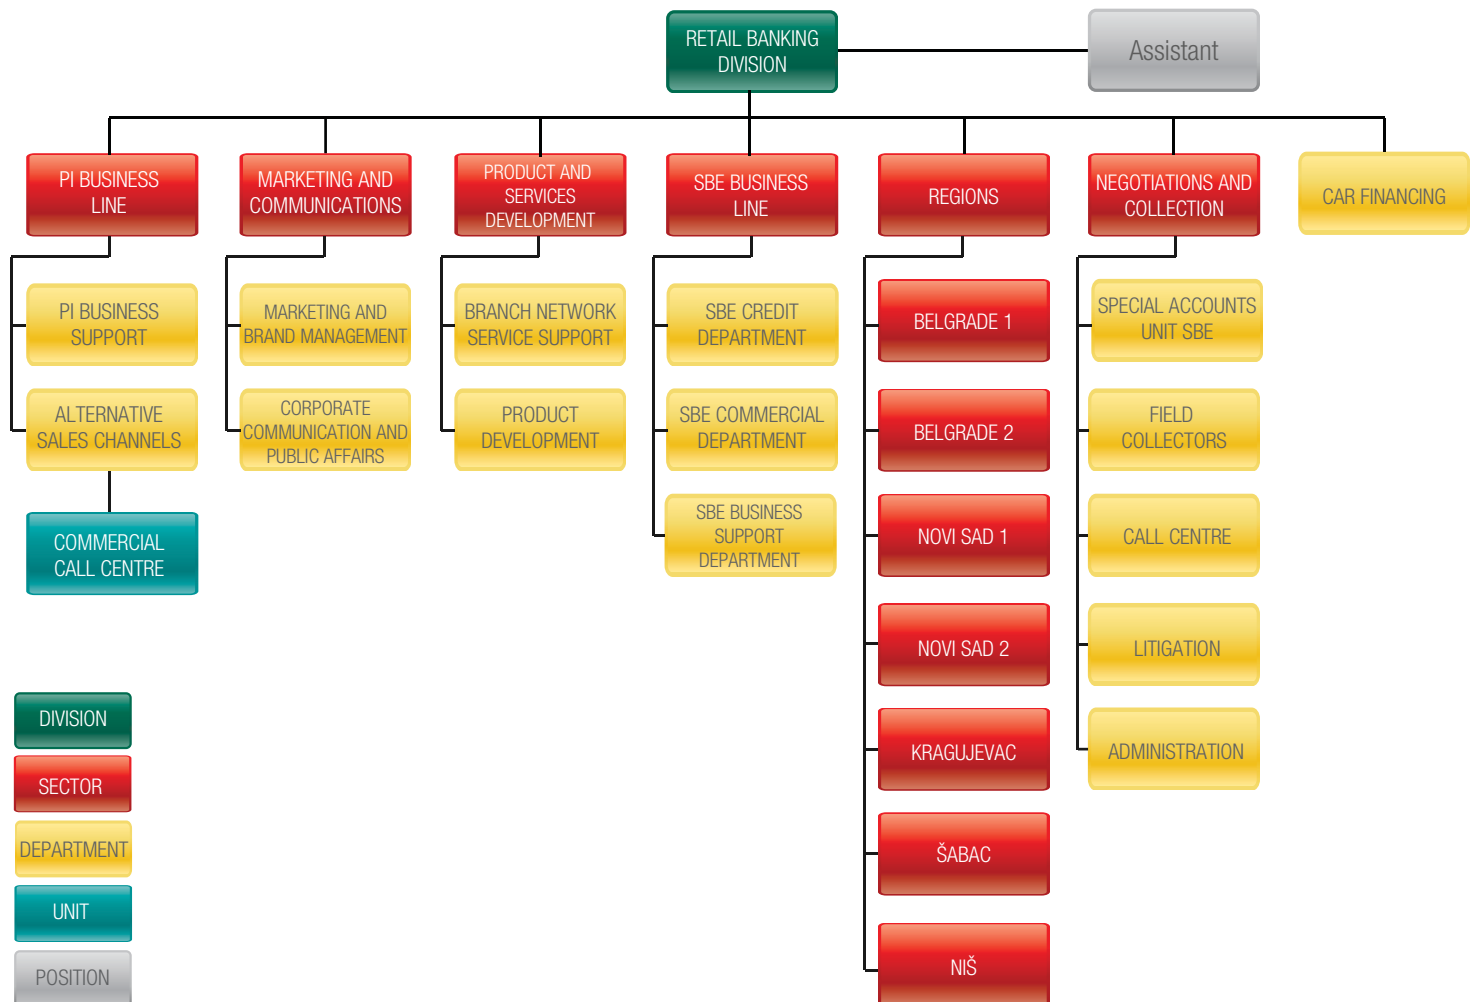 RETAIL BANKING
DIVISION
Assistant
PI BUSINESS
LINE
MARKETING AND
COMMUNICATIONS
PRODUCT AND
SERVICES
DEVELOPMENT
SBE BUSINESS
LINE
REGIONS
NEGOTIATIONS AND
COLLECTION
CAR FINANCING
PI BUSINESS
SUPPORT
MARKETING AND
BRAND MANAGEMENT
BRANCH NETWORK
SERVICE SUPPORT
SBE CREDIT
DEPARTMENT
BELGRADE 1
SPECIAL ACCOUNTS
UNIT SBE
ALTERNATIVE
SALES CHANNELS
CORPORATE
COMMUNICATION AND
PUBLIC AFFAIRS
PRODUCT
DEVELOPMENT
SBE COMMERCIAL
DEPARTMENT
BELGRADE 2
FIELD
COLLECTORS
COMMERCIAL
CALL CENTRE
SBE BUSINESS
SUPPORT
DEPARTMENT
NOVI SAD 1
CALL CENTRE
NOVI SAD 2
LITIGATION
KRAGUJEVAC
ADMINISTRATION
ŠABAC
NIŠ
DIVISION
SECTOR
DEPARTMENT
UNIT
POSITION